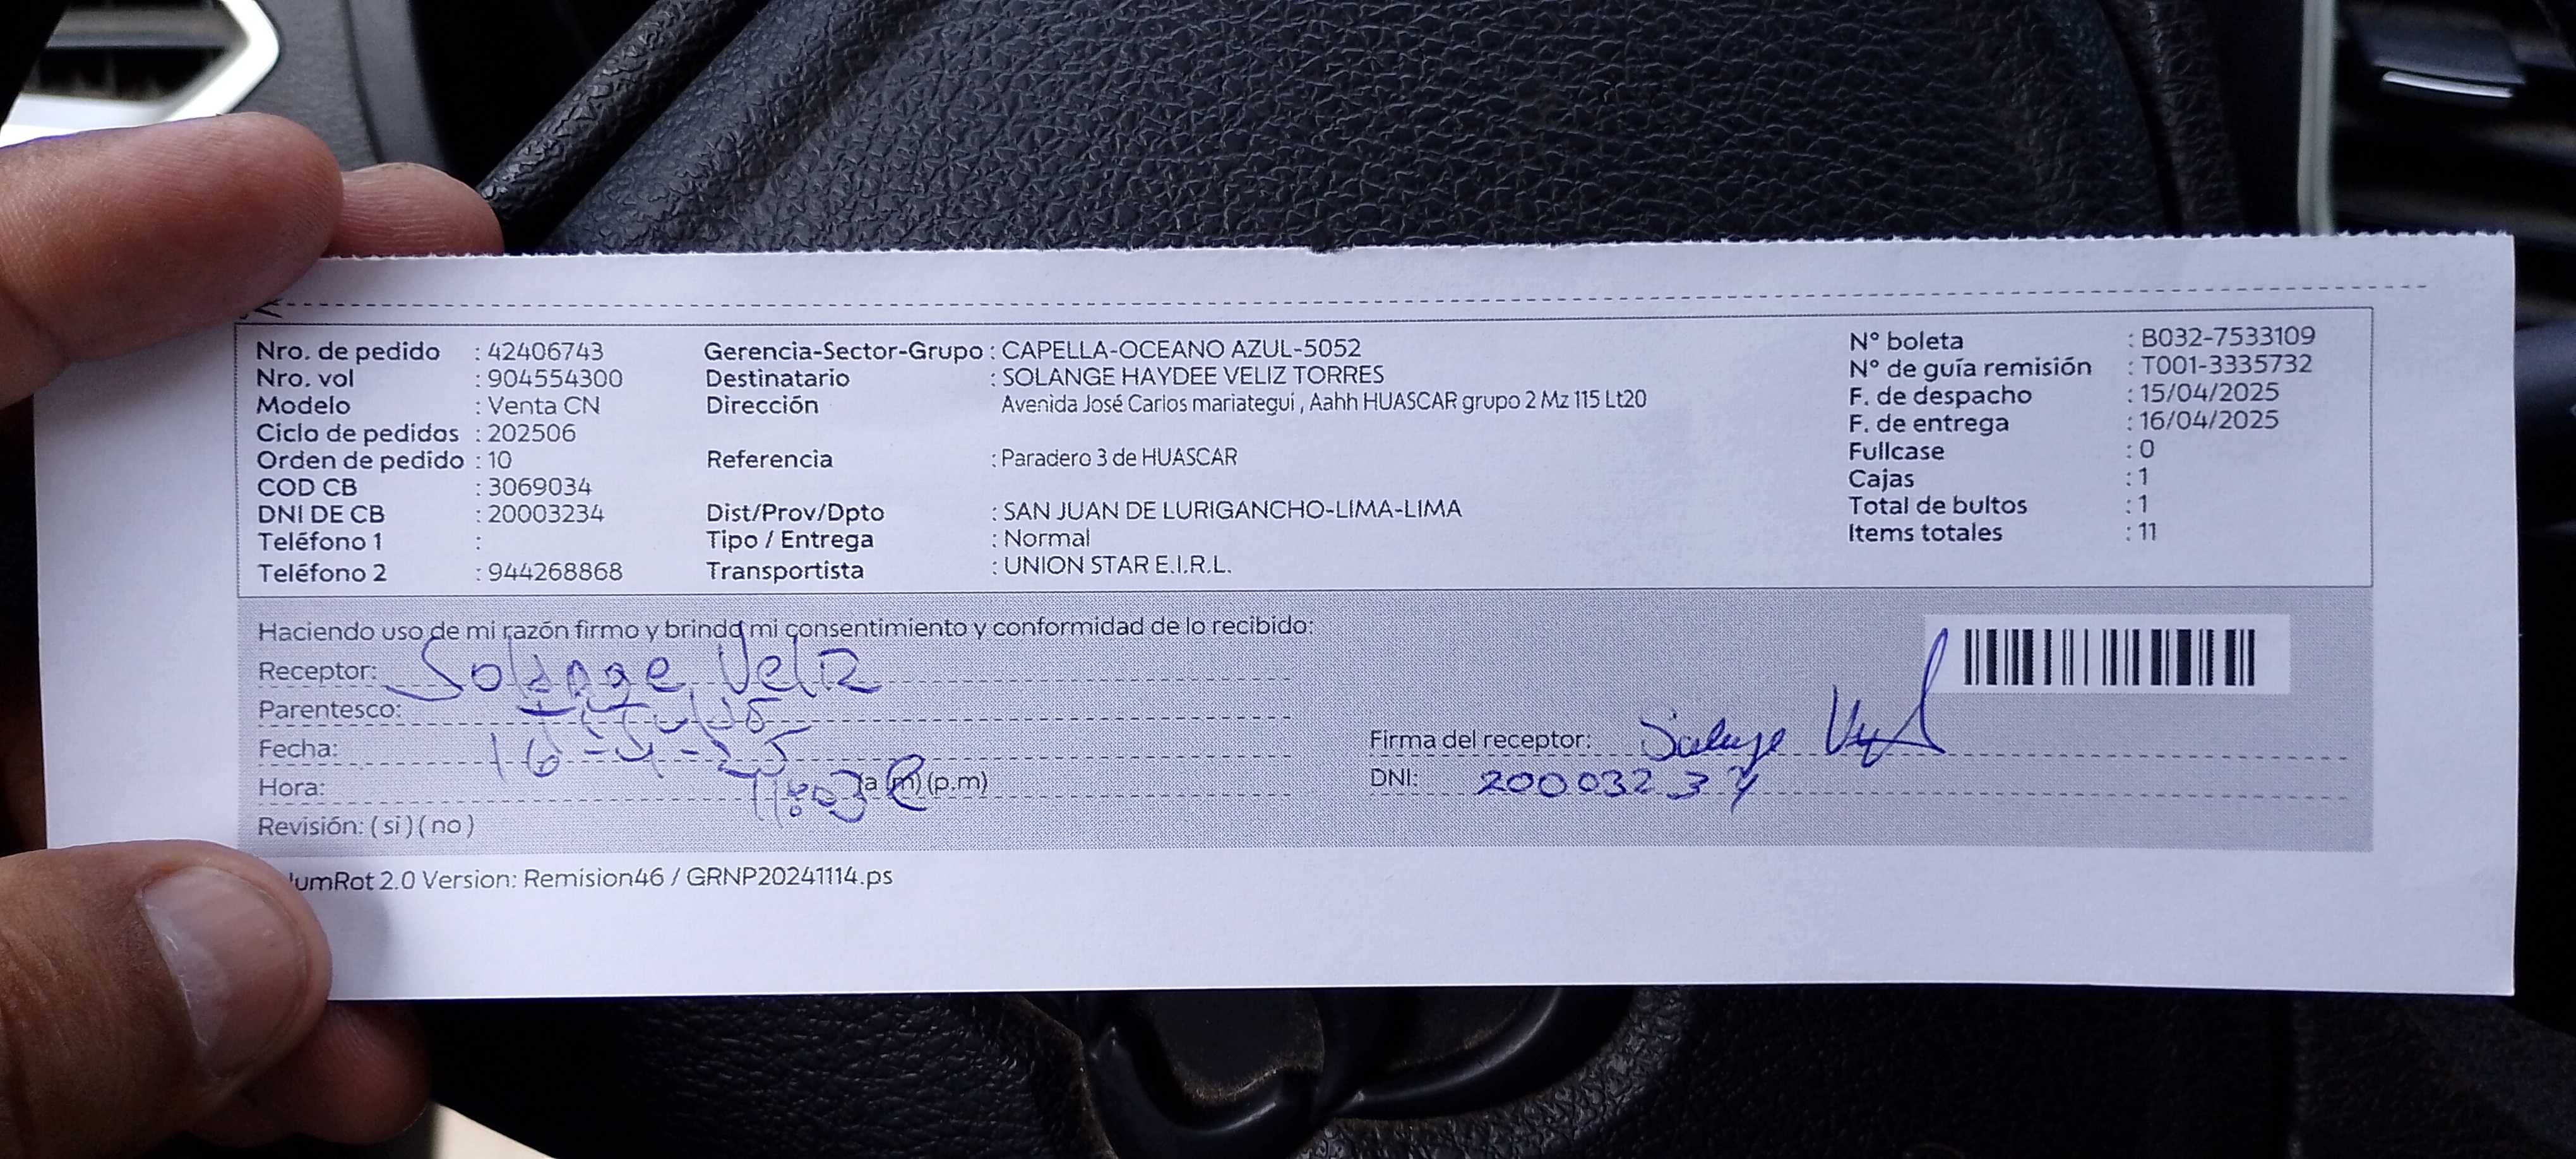 Nro. de pedido : 42406743
Nro. vol : 904554300
Modelo : Venta CN
Ciclo de pedidos : 202506
Orden de pedido : 10
COD CB : 3069034
DNI DE CB : 20003234
Teléfono 1 :
Teléfono 2 : 944268868
Gerencia-Sector-Grupo : CAPELLA-OCEANO AZUL-5052
Destinatario : SOLANGE HAYDEE VELIZ TORRES
Dirección Avenida José Carlos mariategui , Aahh HUASCAR grupo 2 Mz 115 Lt20
Referencia : Paradero 3 de HUASCAR
Dist/Prov/Dpto : SAN JUAN DE LURIGANCHO-LIMA-LIMA
Tipo / Entrega : Normal
Transportista : UNION STAR E.I.R.L.
N° boleta : B032-7533109
N° de guía remisión : T001-3335732
F. de despacho : 15/04/2025
F. de entrega : 16/04/2025
Fullcase : 0
Cajas : 1
Total de bultos : 1
Items totales : 11
Haciendo uso de mi razón firmo y brindo mi consentimiento y conformidad de lo recibido:
Receptor: Solange Veliz
Parentesco:
Fecha: 16-4-25
Hora: 11:03 (a.m) (p.m)
Revisión: ( si ) ( no )
Firma del receptor: Solange
DNI: 20003234
umRot 2.0 Version: Remision46 / GRNP20241114.ps